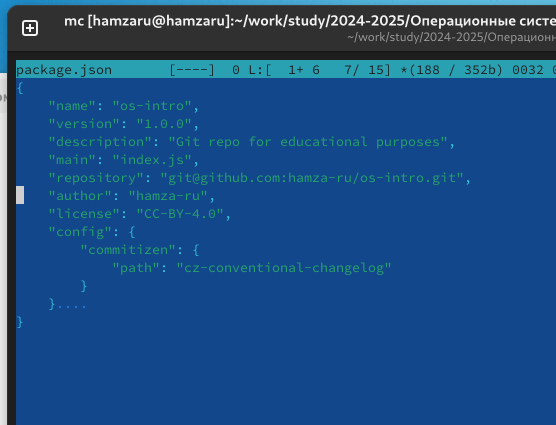 mc [hamzaru@hamzaru]:~/work/study/2024-2025/Операционные систе
~/work/study/2024-2025/Операционн
package.json [----] 0 L:[ 1+ 6 7/ 15] *(188 / 352b) 0032 0
{
"name": "os-intro",
"version": "1.0.0",
"description": "Git repo for educational purposes",
"main": "index.js",
"repository": "git@github.com:hamza-ru/os-intro.git",
"author": "hamza-ru",
"license": "CC-BY-4.0",
"config": {
"commitizen": {
"path": "cz-conventional-changelog"
}
}....
}